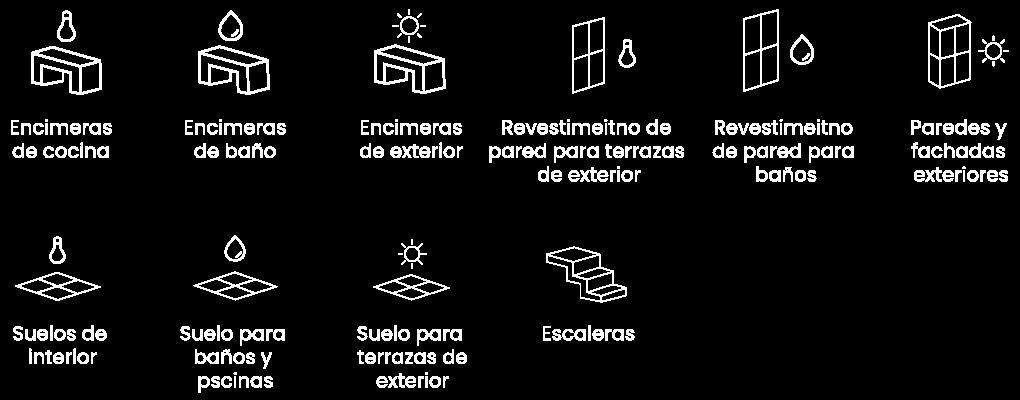 Encimeras
de cocina
Encimeras
de baño
Encimeras
de exterior
Revestimeitno de
pared para terrazas
de exterior
Revestimeitno
de pared para
baños
Paredes y
fachadas
exteriores
Suelos de
interior
Suelo para
baños y
pscinas
Suelo para
terrazas de
exterior
Escaleras